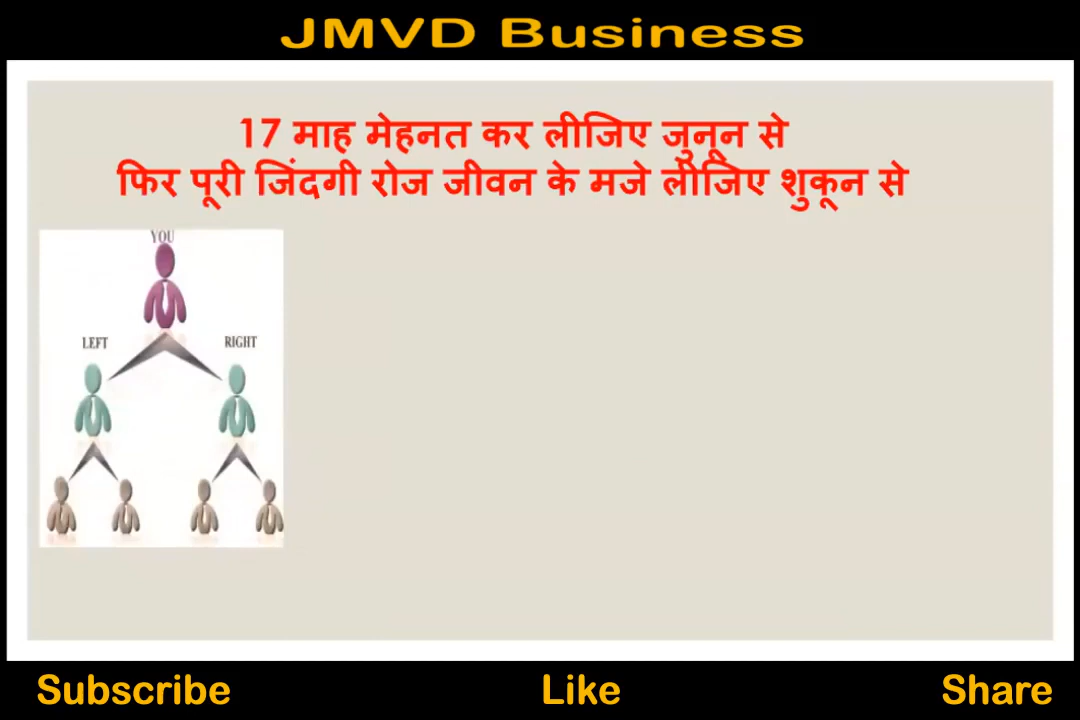 JMVD Business
17 माह मेहनत कर लीजिए जुनून से
फिर पूरी जिंदगी रोज जीवन के मजे लीजिए शुकून से
YOU
LEFT RIGHT
Subscribe Like Share